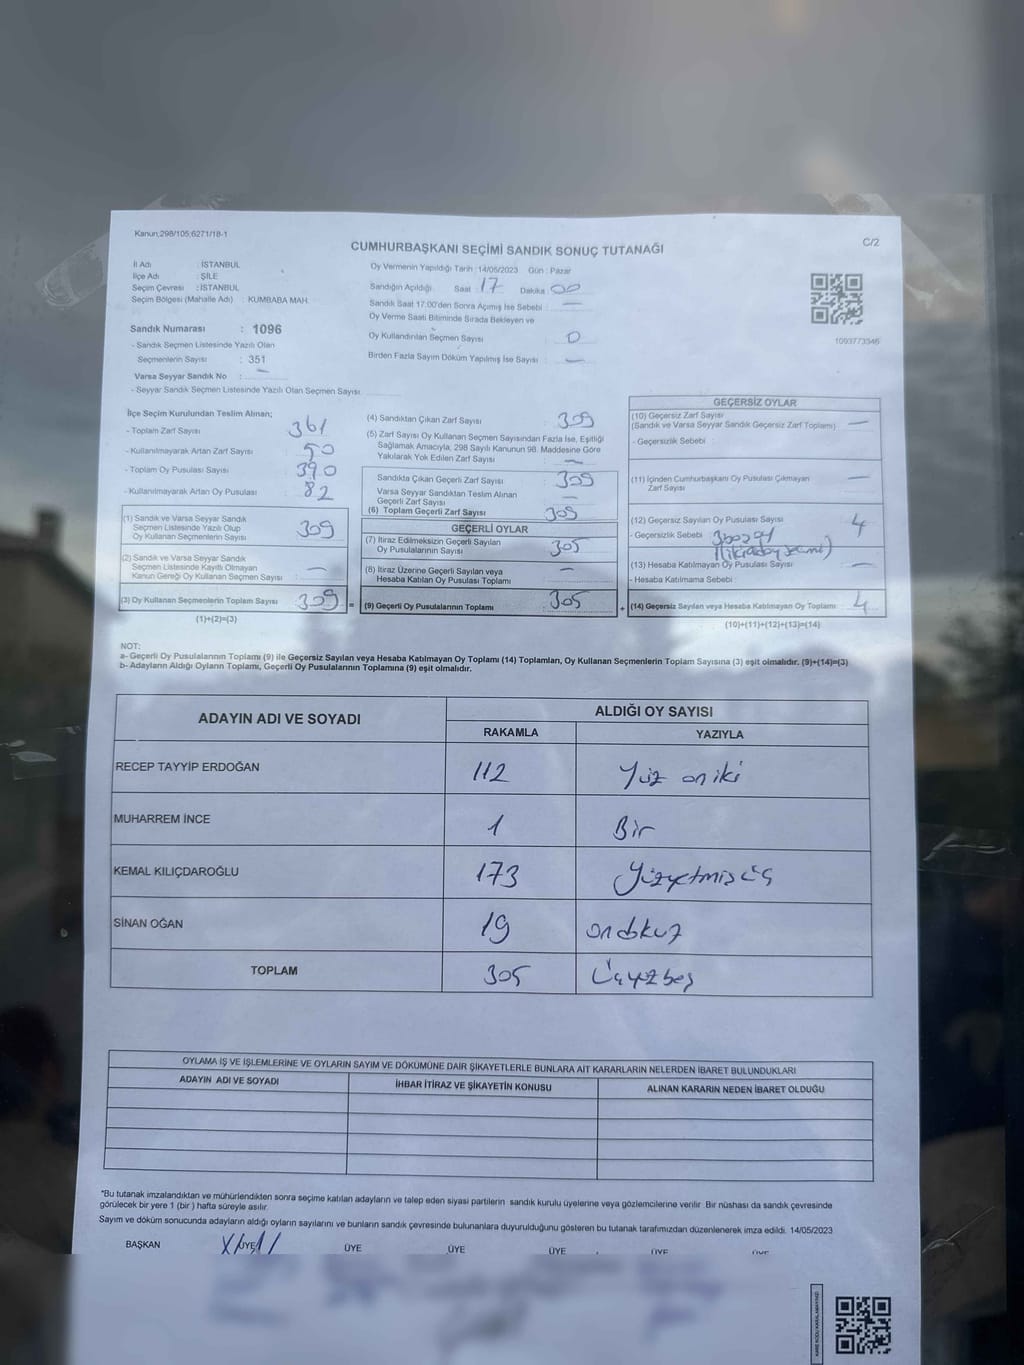 Kanun;298/105,6271/18-1
C/2
CUMHURBAŞKANI SEÇİMİ SANDIK SONUÇ TUTANAĞI
İl Adı : İSTANBUL
İlçe Adı : ŞİLE
Seçim Çevresi : İSTANBUL
Seçim Bölgesi (Mahalle Adı) : KUMBABA MAH.
Sandık Numarası : 1096
- Sandık Seçmen Listesinde Yazılı Olan
Seçmenlerin Sayısı : 351
Varsa Seyyar Sandık No : —
- Seyyar Sandık Seçmen Listesinde Yazılı Olan Seçmen Sayısı
Oy Vermenin Yapıldığı Tarih : 14/05/2023 Gün : Pazar
Sandığın Açıldığı Saat 17 Dakika 00
Sandık Saat 17.00'den Sonra Açımış İse Sebebi : —
Oy Verme Saati Bitiminde Sırada Bekleyen ve
Oy Kullandırılan Seçmen Sayısı 0
Birden Fazla Sayım Döküm Yapılmış İse Sayısı : —
1093773346
İlçe Seçim Kurulundan Teslim Alınan;
- Toplam Zarf Sayısı : 361
- Kullanılmayarak Artan Zarf Sayısı : 50
- Toplam Oy Pusulası Sayısı : 390
- Kullanılmayarak Artan Oy Pusulası : 82
(1) Sandık ve Varsa Seyyar Sandık
Seçmen Listesinde Yazılı Olup
Oy Kullanan Seçmenlerin Sayısı : 309
(2) Sandık ve Varsa Seyyar Sandık
Seçmen Listesinde Kayıtlı Olmayan
Kanun Gereği Oy Kullanan Seçmen Sayısı : —
(3) Oy Kullanan Seçmenlerin Toplam Sayısı : 309 =
(1)+(2)=(3)
(4) Sandıktan Çıkan Zarf Sayısı 309
(5) Zarf Sayısı Oy Kullanan Seçmen Sayısından Fazla İse, Eşitliği
Sağlamak Amacıyla, 298 Sayılı Kanunun 98. Maddesine Göre
Yakılarak Yok Edilen Zarf Sayısı —
Sandıkta Çıkan Geçerli Zarf Sayısı : 309
Varsa Seyyar Sandıktan Teslim Alınan
Geçerli Zarf Sayısı —
(6) Toplam Geçerli Zarf Sayısı : 309
GEÇERLİ OYLAR
(7) İtiraz Edilmeksizin Geçerli Sayılan
Oy Pusulalarının Sayısı : 305
(8) İtiraz Üzerine Geçerli Sayılan veya
Hesaba Katılan Oy Pusulası Toplamı : —
(9) Geçerli Oy Pusulalarının Toplamı : 305 +
GEÇERSİZ OYLAR
(10) Geçersiz Zarf Sayısı
(Sandık ve Varsa Seyyar Sandık Geçersiz Zarf Toplamı) —
- Geçersizlik Sebebi :
(11) İçinden Cumhurbaşkanı Oy Pusulası Çıkmayan
Zarf Sayısı —
(12) Geçersiz Sayılan Oy Pusulası Sayısı 4
- Geçersizlik Sebebi :
(13) Hesaba Katılmayan Oy Pusulası Sayısı —
- Hesaba Katılmama Sebebi :
(14) Geçersiz Sayılan veya Hesaba Katılmayan Oy Toplamı : 4
(10)+(11)+(12)+(13)=(14)
NOT:
a- Geçerli Oy Pusulalarının Toplamı (9) ile Geçersiz Sayılan veya Hesaba Katılmayan Oy Toplamı (14) Toplamları, Oy Kullanan Seçmenlerin Toplam Sayısına (3) eşit olmalıdır. (9)+(14)=(3)
b- Adayların Aldığı Oyların Toplamı, Geçerli Oy Pusulalarının Toplamına (9) eşit olmalıdır.
ADAYIN ADI VE SOYADI
ALDIĞI OY SAYISI
RAKAMLA YAZIYLA
RECEP TAYYİP ERDOĞAN 112 Yüz on iki
MUHARREM İNCE 1 Bir
KEMAL KILIÇDAROĞLU 173 Yüzyetmiş üç
SİNAN OĞAN 19 ondokuz
TOPLAM 305 Üçyüzbeş
OYLAMA İŞ VE İŞLEMLERİNE VE OYLARIN SAYIM VE DÖKÜMÜNE DAİR ŞİKAYETLERLE BUNLARA AİT KARARLARIN NELERDEN İBARET BULUNDUKLARI
ADAYIN ADI VE SOYADI İHBAR İTİRAZ VE ŞİKAYETİN KONUSU ALINAN KARARIN NEDEN İBARET OLDUĞU
*Bu tutanak imzalandıktan ve mühürlendikten sonra seçime katılan adayların ve talep eden siyasi partilerin sandık kurulu üyelerine veya gözlemcilerine verilir. Bir nüshası da sandık çevresinde
görülecek bir yere 1 (bir ) hafta süreyle asılır.
Sayım ve döküm sonucunda adayların aldığı oyların sayılarını ve bunların sandık çevresinde bulunanlara duyurulduğunu gösteren bu tutanak tarafımızdan düzenlenerek imza edildi. 14/05/2023
BAŞKAN ÜYE ÜYE ÜYE ÜYE ÜYE ÜYE